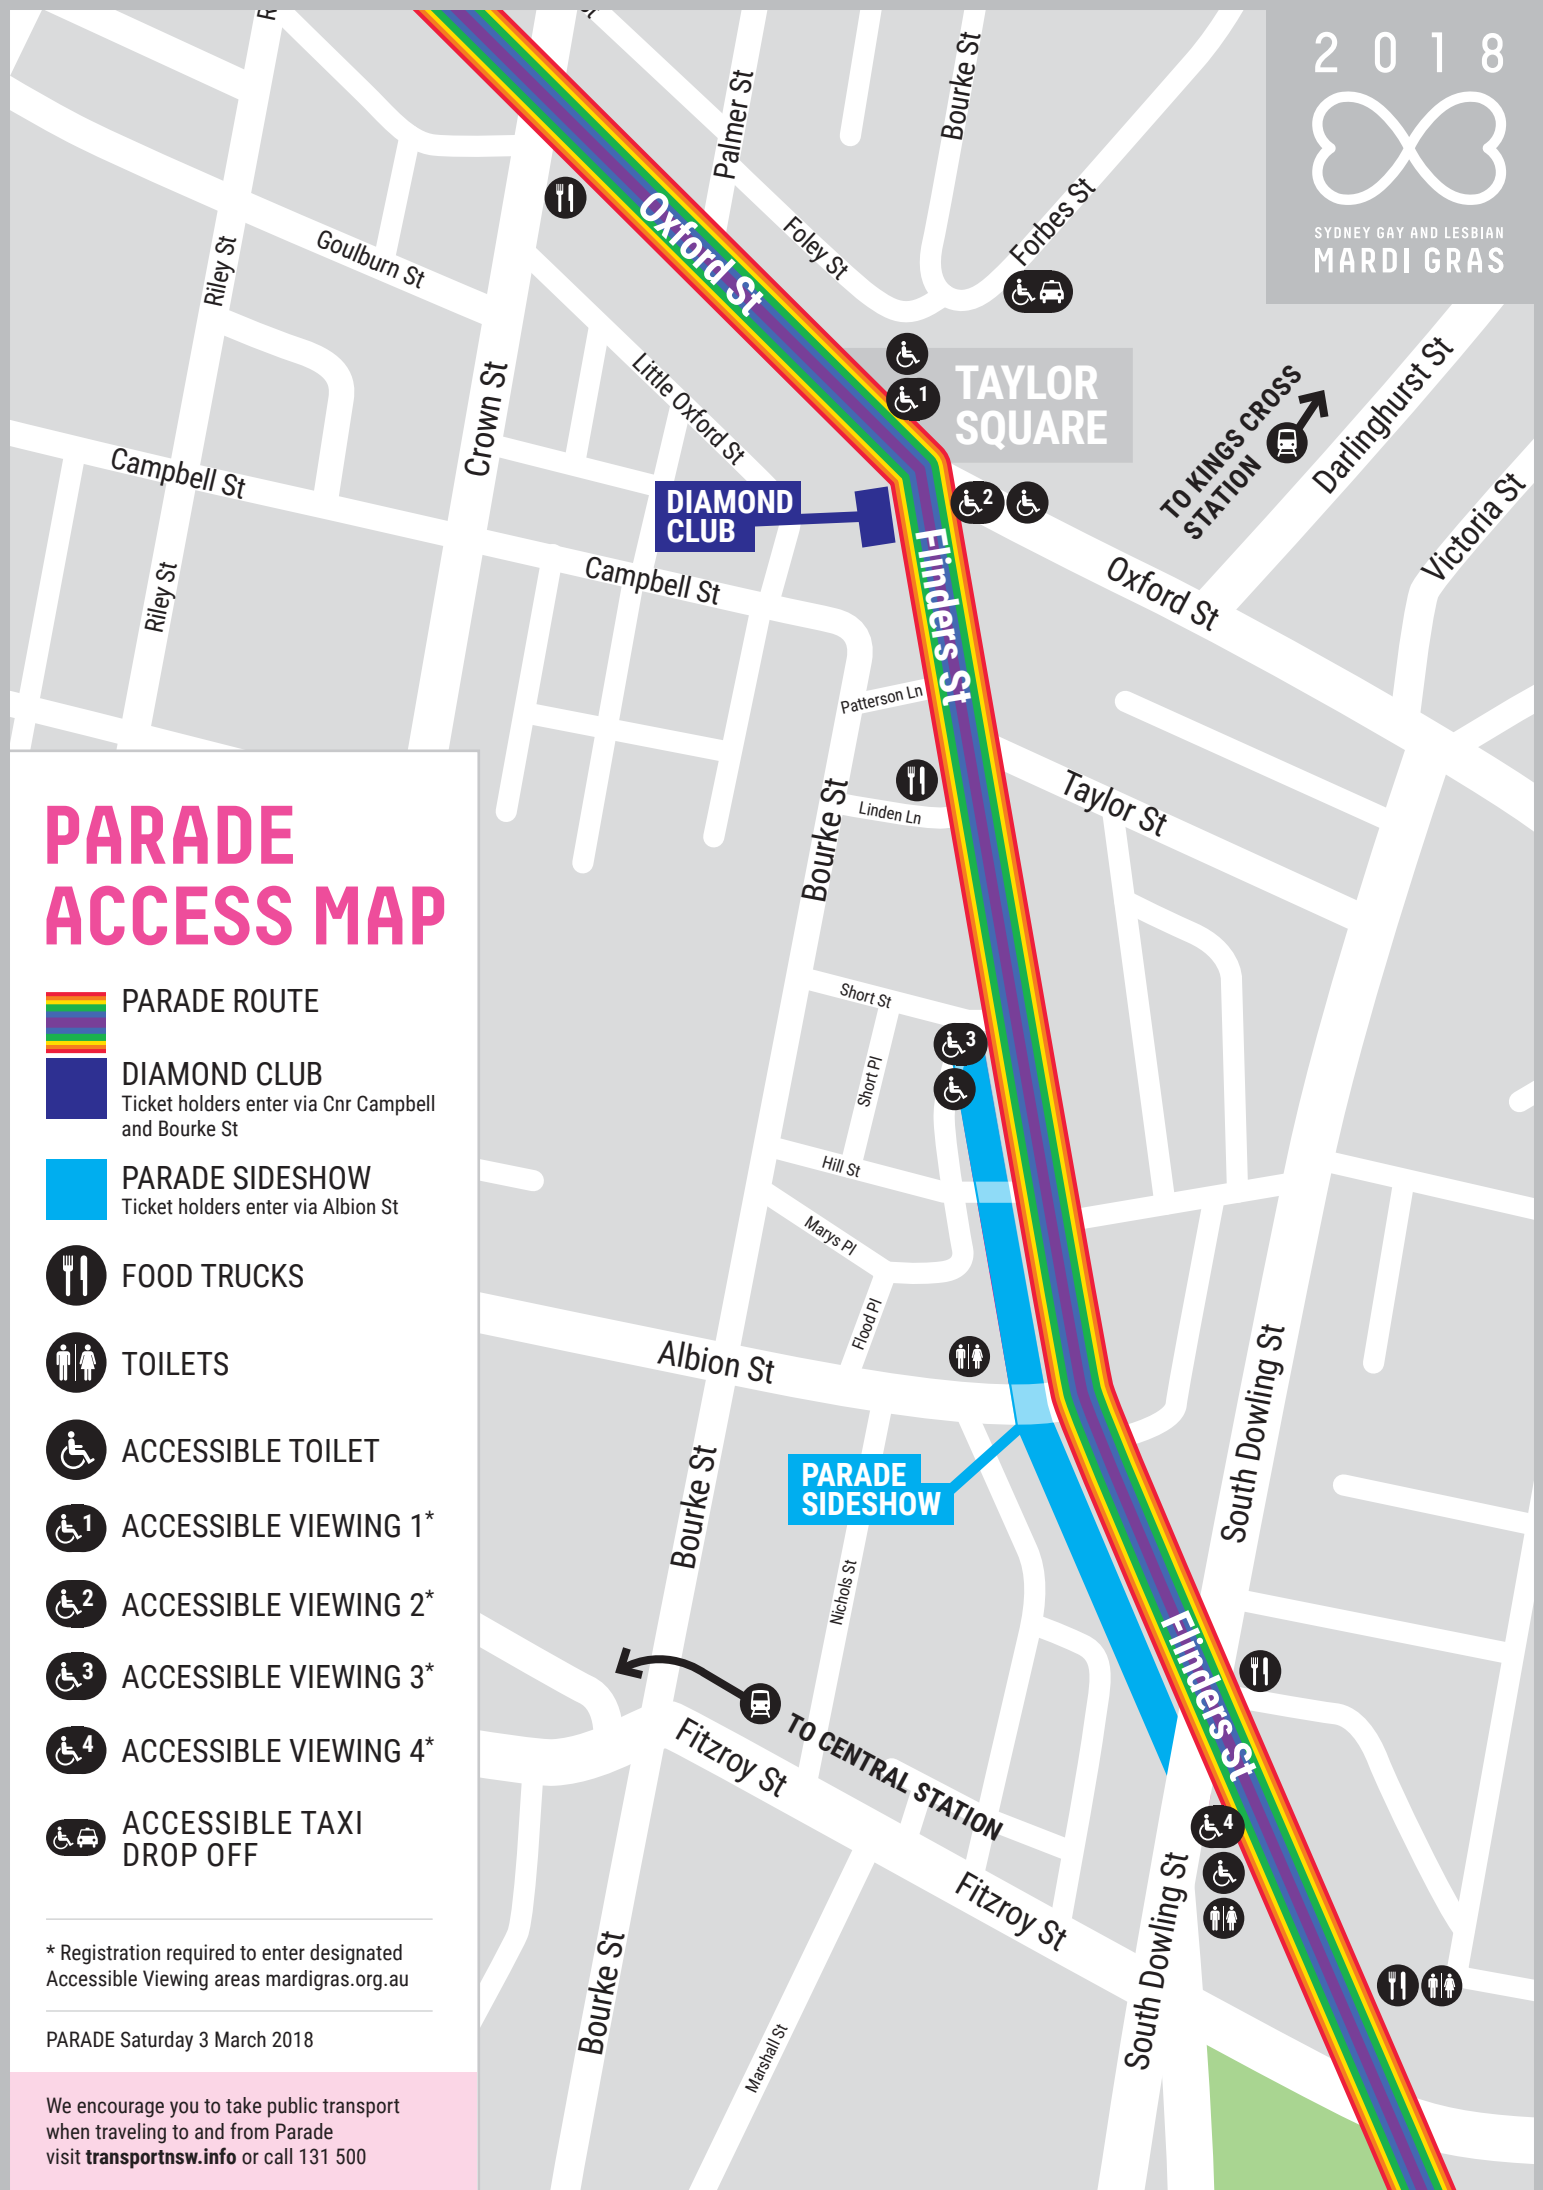 2018
SYDNEY GAY AND LESBIAN
MARDI GRAS
Palmer St
Bourke St
Forbes St
Foley St
Oxford St
Goulburn St
Riley St
Crown St
Little Oxford St
TAYLOR
SQUARE
1
TO KINGS CROSS
STATION
Darlinghurst St
Victoria St
Campbell St
DIAMOND
CLUB
2
Flinders St
Oxford St
Campbell St
Riley St
Patterson Ln
Taylor St
Linden Ln
Bourke St
Short St
3
Short Pl
Hill St
Marys Pl
Flood Pl
Albion St
South Dowling St
PARADE
SIDESHOW
Bourke St
Nichols St
Flinders St
TO CENTRAL STATION
Fitzroy St
4
Fitzroy St
South Dowling St
Bourke St
Marshall St
PARADE
ACCESS MAP
PARADE ROUTE
DIAMOND CLUB
Ticket holders enter via Cnr Campbell
and Bourke St
PARADE SIDESHOW
Ticket holders enter via Albion St
FOOD TRUCKS
TOILETS
ACCESSIBLE TOILET
1 ACCESSIBLE VIEWING 1*
2 ACCESSIBLE VIEWING 2*
3 ACCESSIBLE VIEWING 3*
4 ACCESSIBLE VIEWING 4*
ACCESSIBLE TAXI
DROP OFF
* Registration required to enter designated
Accessible Viewing areas mardigras.org.au
PARADE Saturday 3 March 2018
We encourage you to take public transport
when traveling to and from Parade
visit transportnsw.info or call 131 500